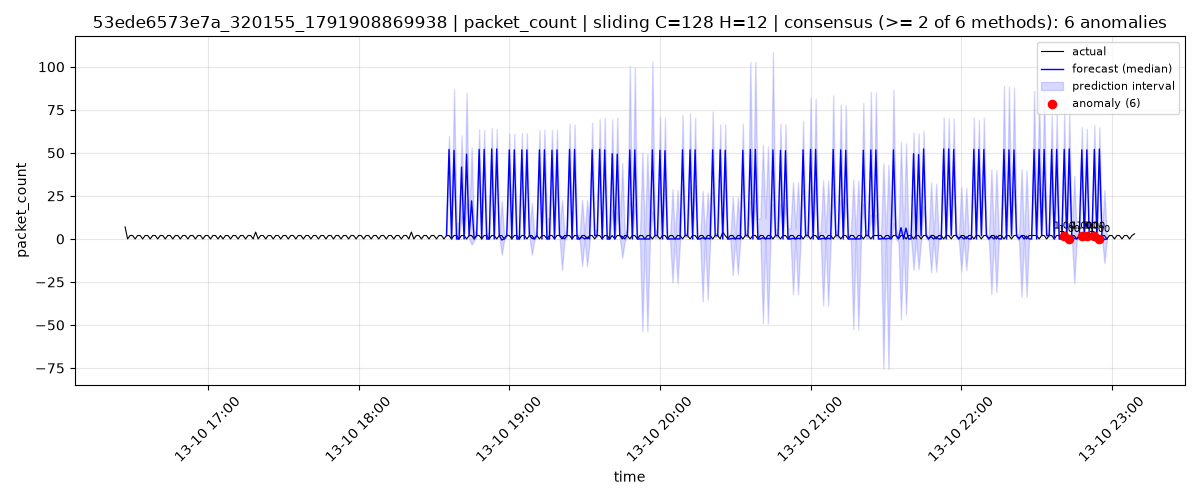 53ede6573e7a_320155_1791908869938 | packet_count | sliding C=128 H=12 | consensus (>= 2 of 6 methods): 6 anomalies
actual
forecast (median)
prediction interval
anomaly (6)
packet_count
100
75
50
25
0
−25
−50
−75
13-10 17:00
13-10 18:00
13-10 19:00
13-10 20:00
13-10 21:00
13-10 22:00
13-10 23:00
time